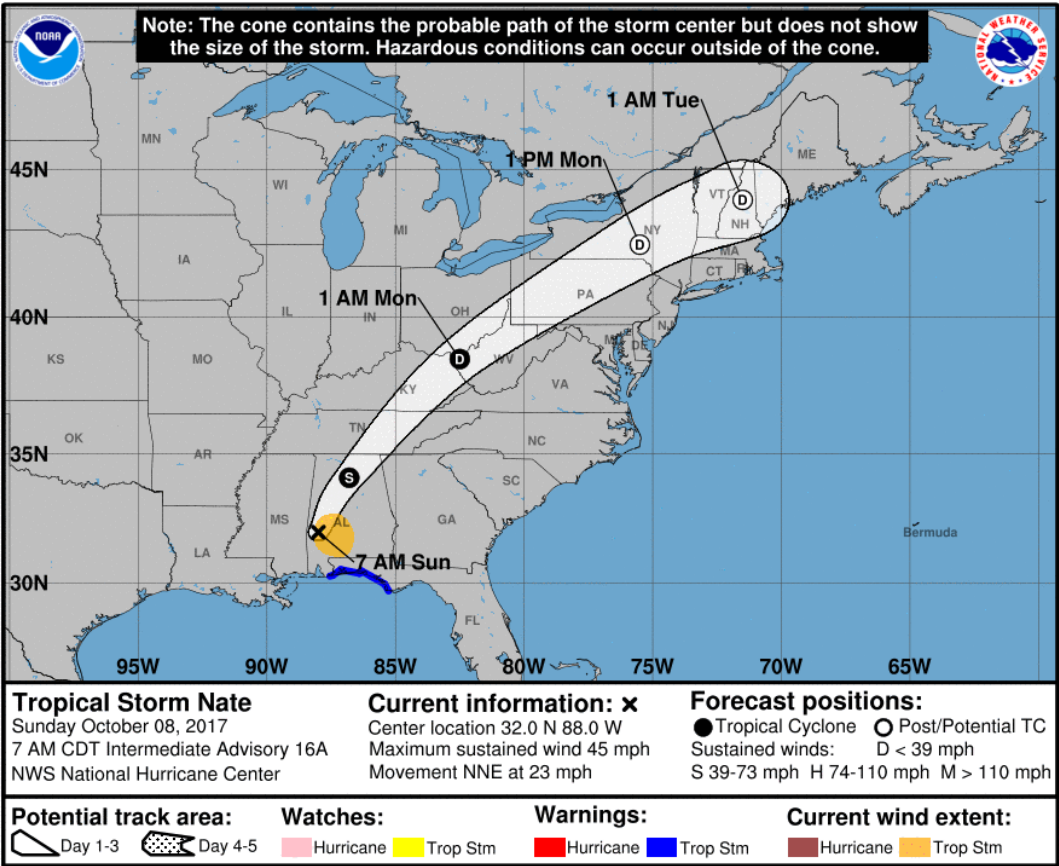 Note: The cone contains the probable path of the storm center but does not show
the size of the storm. Hazardous conditions can occur outside of the cone.
NOAA
NATIONAL WEATHER SERVICE
1 AM Tue
MN
ME
1 PM Mon
45N
WI
VT
MI
NY
NH
MA
IA
CT
RI
1 AM Mon
PA
IL
IN
OH
40N
NJ
MD
DE
KS
MO
WV
VA
KY
TN
OK
NC
AR
35N
S
D
D
D
SC
MS
AL
GA
Bermuda
LA
7 AM Sun
30N
FL
95W 90W 85W 80W 75W 70W 65W
Tropical Storm Nate
Sunday October 08, 2017
7 AM CDT Intermediate Advisory 16A
NWS National Hurricane Center
Current information: x
Center location 32.0 N 88.0 W
Maximum sustained wind 45 mph
Movement NNE at 23 mph
Forecast positions:
Tropical Cyclone Post/Potential TC
Sustained winds: D < 39 mph
S 39-73 mph H 74-110 mph M > 110 mph
Potential track area:
Day 1-3 Day 4-5
Watches:
Hurricane Trop Stm
Warnings:
Hurricane Trop Stm
Current wind extent:
Hurricane Trop Stm